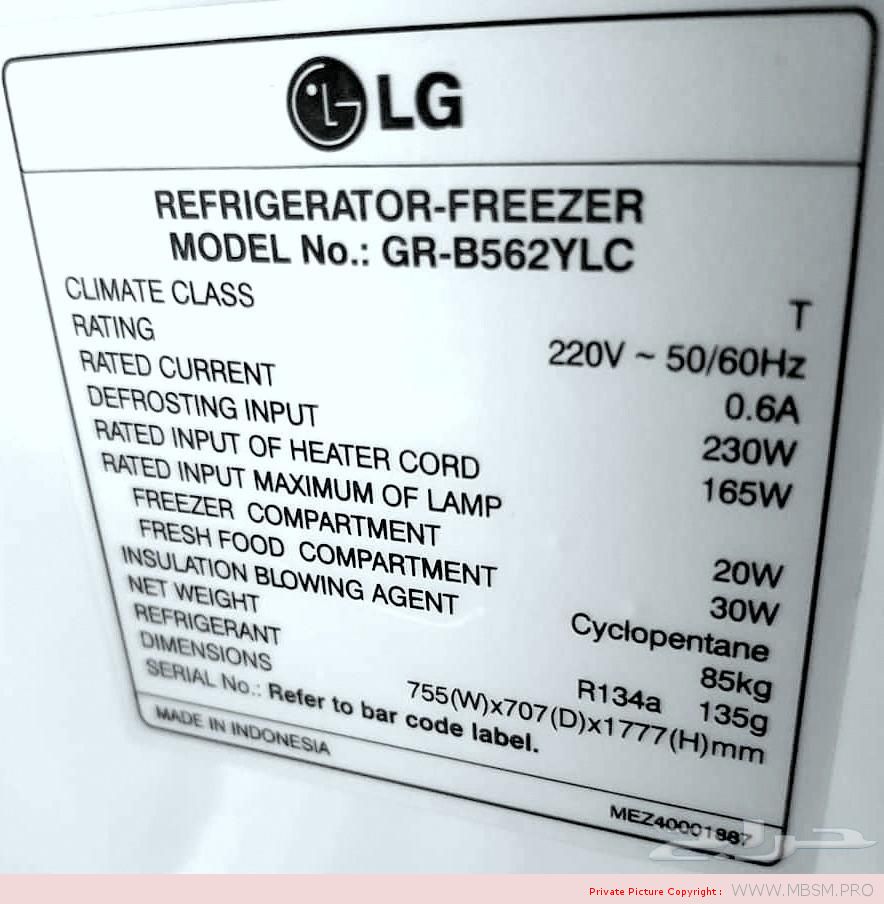 LG
REFRIGERATOR-FREEZER
MODEL No.: GR-B562YLC
CLIMATE CLASS T
RATING 220V ~ 50/60Hz
RATED CURRENT 0.6A
DEFROSTING INPUT 230W
RATED INPUT OF HEATER CORD 165W
RATED INPUT MAXIMUM OF LAMP
FREEZER COMPARTMENT 20W
FRESH FOOD COMPARTMENT 30W
INSULATION BLOWING AGENT Cyclopentane
NET WEIGHT 85kg
REFRIGERANT R134a 135g
DIMENSIONS 755(W)x707(D)x1777(H)mm
SERIAL No.: Refer to bar code label.
MADE IN INDONESIA
حراج
Private Picture Copyright : WWW.MBSM.PRO